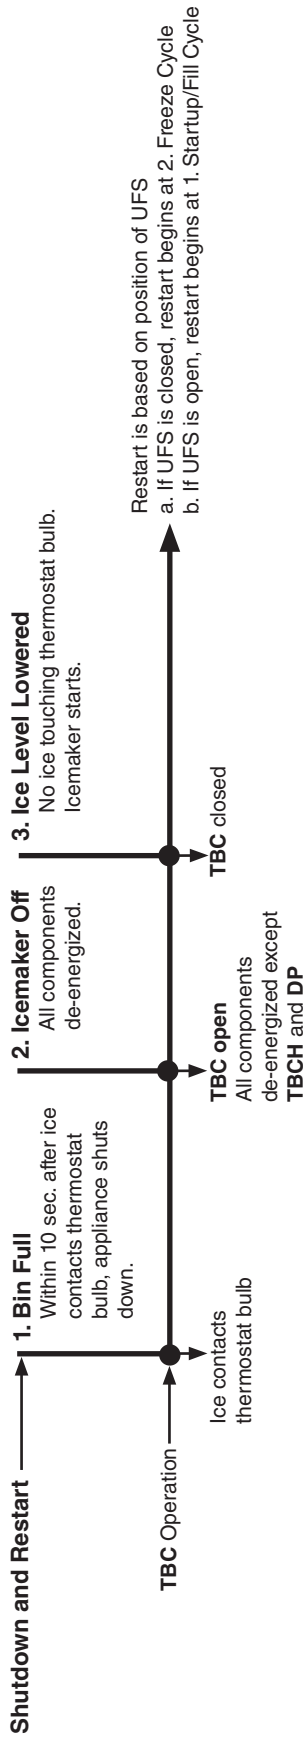 Shutdown and Restart
1. Bin Full
Within 10 sec. after ice
contacts thermostat
bulb, appliance shuts
down.
2. Icemaker Off
All components
de-energized.
3. Ice Level Lowered
No ice touching thermostat bulb.
Icemaker starts.
TBC Operation
Ice contacts
thermostat bulb
TBC open
All components
de-energized except
TBCH and DP
TBC closed
Restart is based on position of UFS
a. If UFS is closed, restart begins at 2. Freeze Cycle
b. If UFS is open, restart begins at 1. Startup/Fill Cycle